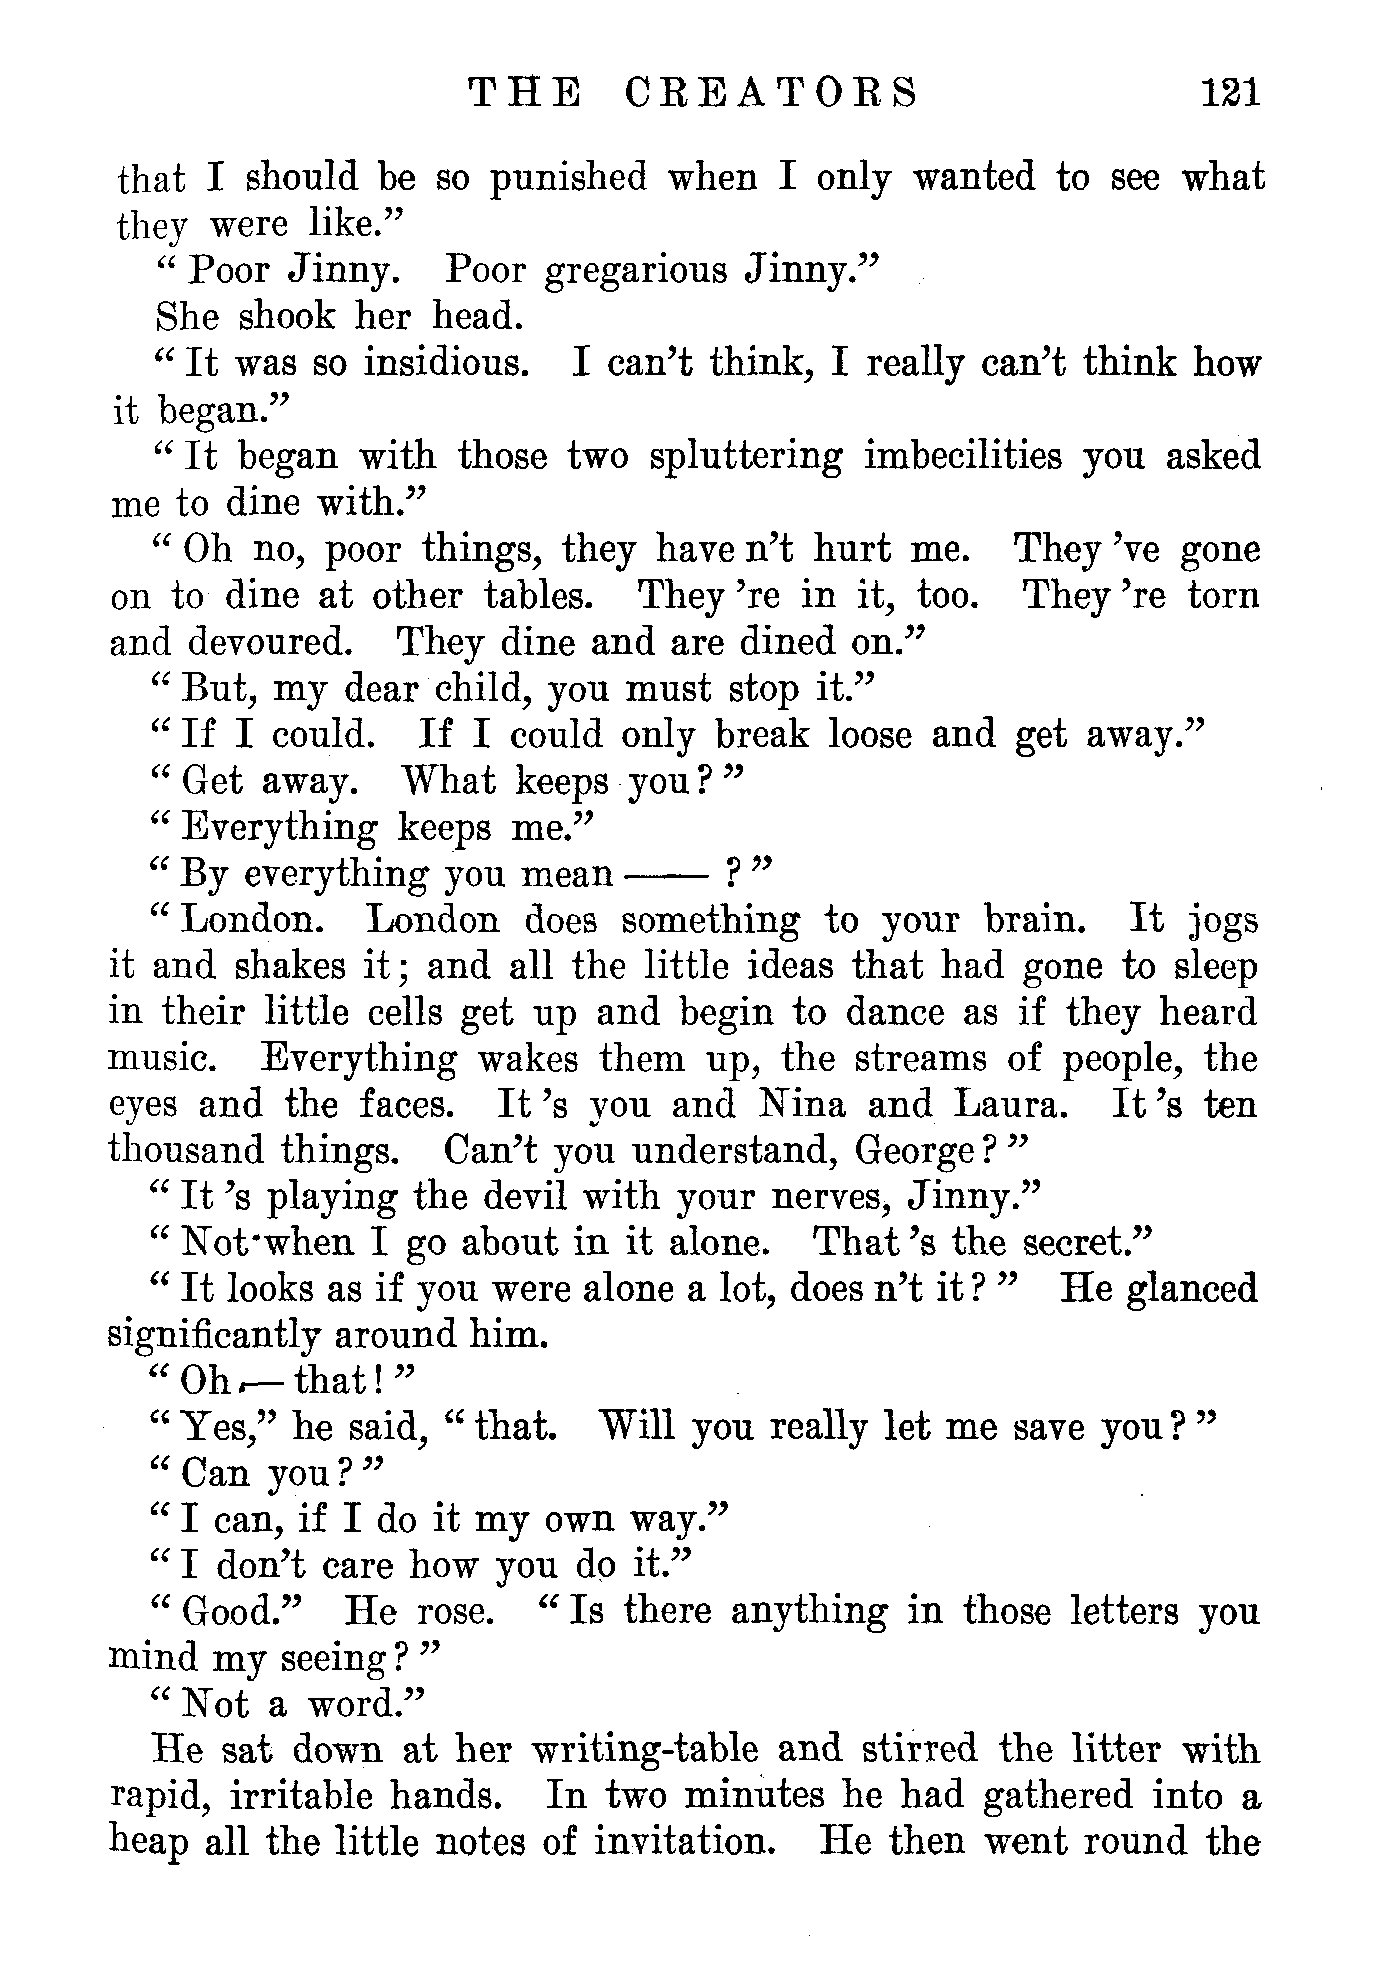 THE CREATORS 121
that I should be so punished when I only wanted to see what
they were like.”
“ Poor Jinny. Poor gregarious Jinny.”
She shook her head.
“ It was so insidious. I can’t think, I really can’t think how
it began.”
“ It began with those two spluttering imbecilities you asked
me to dine with.”
“ Oh no, poor things, they have n’t hurt me. They ’ve gone
on to dine at other tables. They ’re in it, too. They ’re torn
and devoured. They dine and are dined on.”
“ But, my dear child, you must stop it.”
“ If I could. If I could only break loose and get away.”
“ Get away. What keeps you? ”
“ Everything keeps me.”
“ By everything you mean —— ? ”
“ London. London does something to your brain. It jogs
it and shakes it; and all the little ideas that had gone to sleep
in their little cells get up and begin to dance as if they heard
music. Everything wakes them up, the streams of people, the
eyes and the faces. It ’s you and Nina and Laura. It ’s ten
thousand things. Can’t you understand, George? ”
“ It ’s playing the devil with your nerves, Jinny.”
“ Not when I go about in it alone. That ’s the secret.”
“ It looks as if you were alone a lot, does n’t it? ” He glanced
significantly around him.
“ Oh — that! ”
“ Yes,” he said, “ that. Will you really let me save you? ”
“ Can you? ”
“ I can, if I do it my own way.”
“ I don’t care how you do it.”
“ Good.” He rose. “ Is there anything in those letters you
mind my seeing? ”
“ Not a word.”
He sat down at her writing-table and stirred the litter with
rapid, irritable hands. In two minutes he had gathered into a
heap all the little notes of invitation. He then went round the